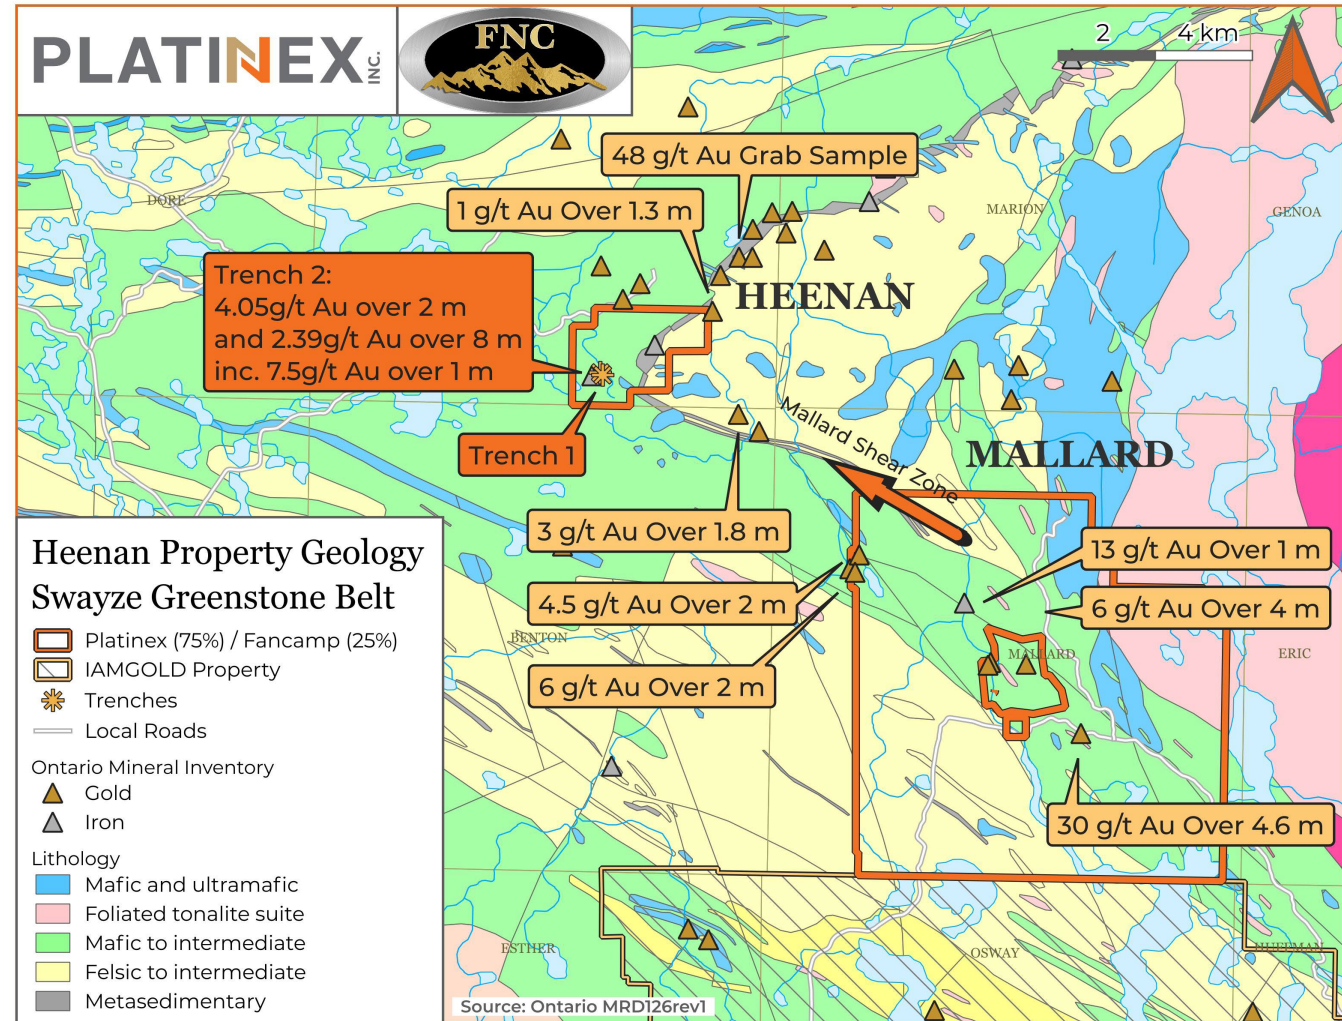 PLATINEX INC.
FNC
2 4 km
48 g/t Au Grab Sample
DORE
1 g/t Au Over 1.3 m
MARION
GENOA
Trench 2:
4.05g/t Au over 2 m
and 2.39g/t Au over 8 m
inc. 7.5g/t Au over 1 m
HEENAN
Mallard Shear Zone
Trench 1
MALLARD
3 g/t Au Over 1.8 m
13 g/t Au Over 1 m
4.5 g/t Au Over 2 m
6 g/t Au Over 4 m
BENTON
MALLARD
ERIC
6 g/t Au Over 2 m
30 g/t Au Over 4.6 m
ESTHER
OSWAY
HUFFMAN
Heenan Property Geology
Swayze Greenstone Belt
Platinex (75%) / Fancamp (25%)
IAMGOLD Property
Trenches
Local Roads
Ontario Mineral Inventory
Gold
Iron
Lithology
Mafic and ultramafic
Foliated tonalite suite
Mafic to intermediate
Felsic to intermediate
Metasedimentary
Source: Ontario MRD126rev1